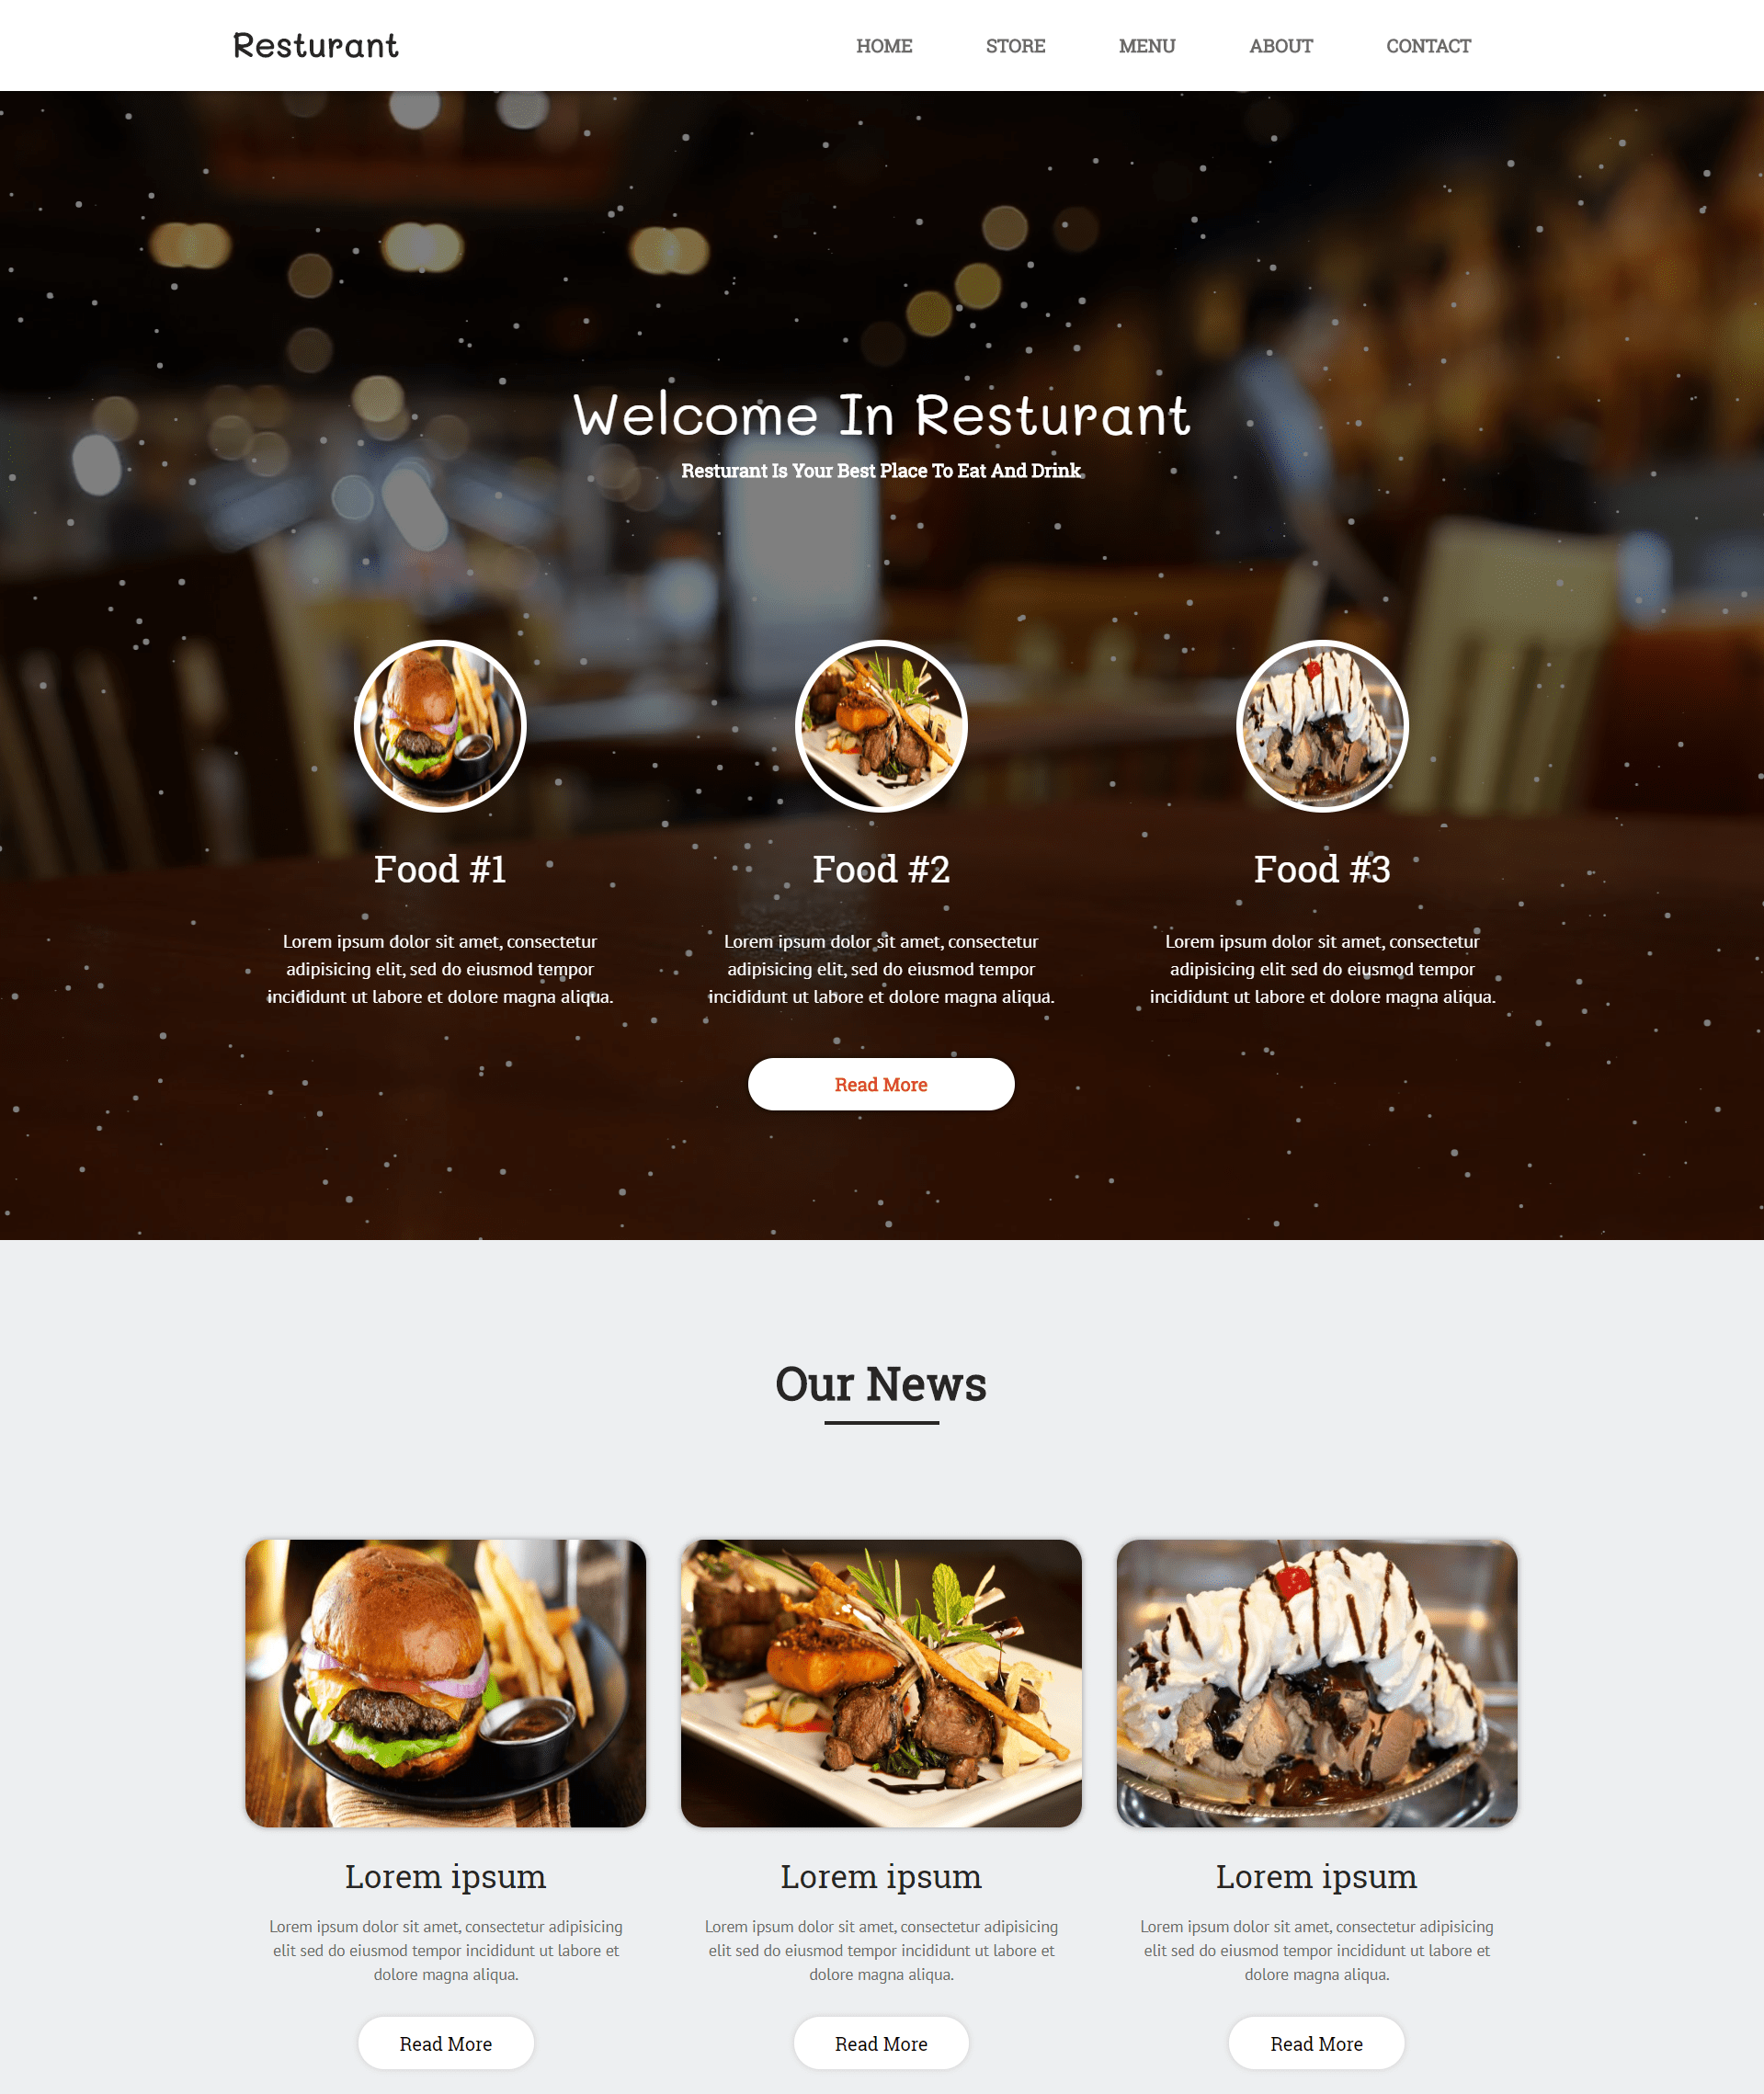 Resturant
HOME STORE MENU ABOUT CONTACT
Welcome In Resturant
Resturant Is Your Best Place To Eat And Drink
Food #1
Lorem ipsum dolor sit amet, consectetur
adipisicing elit, sed do eiusmod tempor
incididunt ut labore et dolore magna aliqua.
Food #2
Lorem ipsum dolor sit amet, consectetur
adipisicing elit, sed do eiusmod tempor
incididunt ut labore et dolore magna aliqua.
Food #3
Lorem ipsum dolor sit amet, consectetur
adipisicing elit sed do eiusmod tempor
incididunt ut labore et dolore magna aliqua.
Read More
Our News
Lorem ipsum
Lorem ipsum dolor sit amet, consectetur adipisicing
elit sed do eiusmod tempor incididunt ut labore et
dolore magna aliqua.
Read More
Lorem ipsum
Lorem ipsum dolor sit amet, consectetur adipisicing
elit sed do eiusmod tempor incididunt ut labore et
dolore magna aliqua.
Read More
Lorem ipsum
Lorem ipsum dolor sit amet, consectetur adipisicing
elit sed do eiusmod tempor incididunt ut labore et
dolore magna aliqua.
Read More